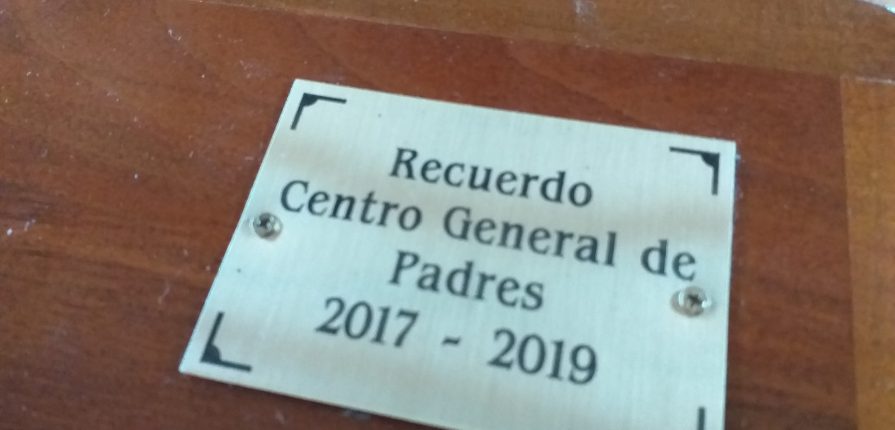 Recuerdo
Centro General de
Padres
2017 - 2019